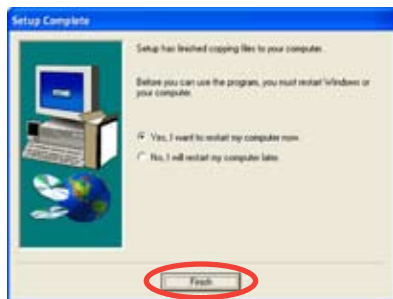 Setup Complete
Setup has finished copying files to your computer.
Before you can use the program, you must restart Windows or
your computer.
Yes, I want to restart my computer now.
No, I will restart my computer later.
Finish